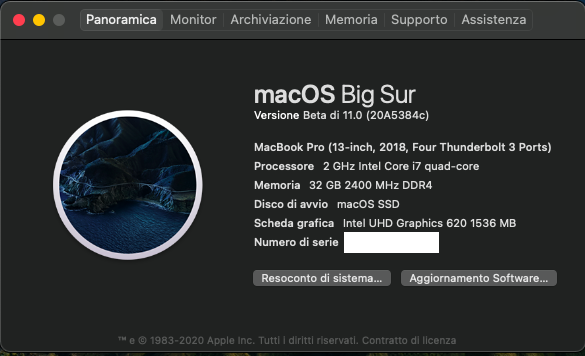 Panoramica Monitor Archiviazione Memoria Supporto Assistenza
macOS Big Sur
Versione Beta di 11.0 (20A5384c)
MacBook Pro (13-inch, 2018, Four Thunderbolt 3 Ports)
Processore 2 GHz Intel Core i7 quad-core
Memoria 32 GB 2400 MHz DDR4
Disco di avvio macOS SSD
Scheda grafica Intel UHD Graphics 620 1536 MB
Numero di serie
Resoconto di sistema... Aggiornamento Software...
™ e © 1983-2020 Apple Inc. Tutti i diritti riservati. Contratto di licenza